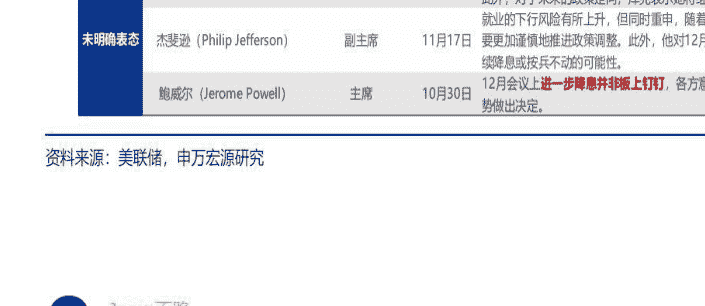 就业的下行风险有所上升，但同时重申，随着
未明确表态 杰斐逊（Philip Jefferson） 副主席 11月17日 要更加谨慎地推进政策调整。此外，他对12月
续降息或按兵不动的可能性。
鲍威尔（Jerome Powell） 主席 10月30日 12月会议上进一步降息并非板上钉钉，各方意
势做出决定。
资料来源：美联储，申万宏源研究